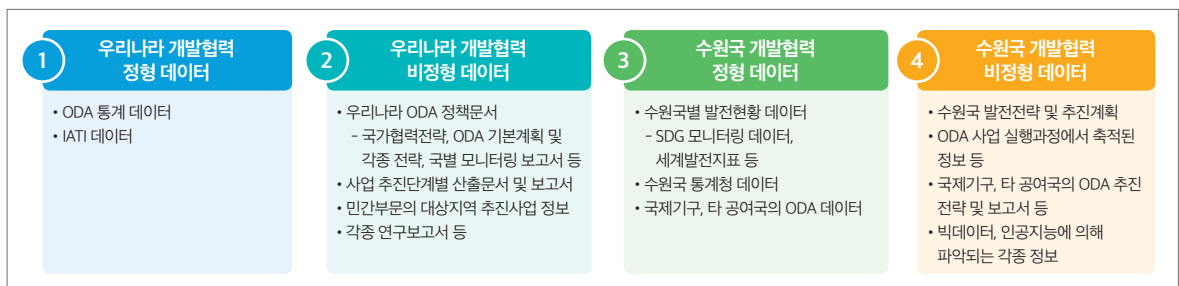 1
우리나라 개발협력
정형 데이터
• ODA 통계 데이터
• IATI 데이터
2
우리나라 개발협력
비정형 데이터
• 우리나라 ODA 정책문서
- 국가협력전략, ODA 기본계획 및
각종 전략, 국별 모니터링 보고서 등
• 사업 추진단계별 산출문서 및 보고서
• 민간부문의 대상지역 추진사업 정보
• 각종 연구보고서 등
3
수원국 개발협력
정형 데이터
• 수원국별 발전현황 데이터
- SDG 모니터링 데이터,
세계발전지표 등
• 수원국 통계청 데이터
• 국제기구, 타 공여국의 ODA 데이터
4
수원국 개발협력
비정형 데이터
• 수원국 발전전략 및 추진계획
• ODA 사업 실행과정에서 축적된
정보 등
• 국제기구, 타 공여국의 ODA 추진
전략 및 보고서 등
• 빅데이터, 인공지능에 의해
파악되는 각종 정보